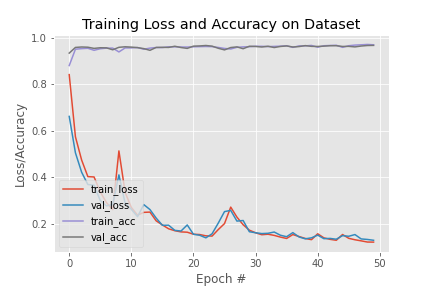 Training Loss and Accuracy on Dataset
1.0
0.8
0.6
0.4
0.2
Loss/Accuracy
train_loss
val_loss
train_acc
val_acc
0 10 20 30 40 50
Epoch #